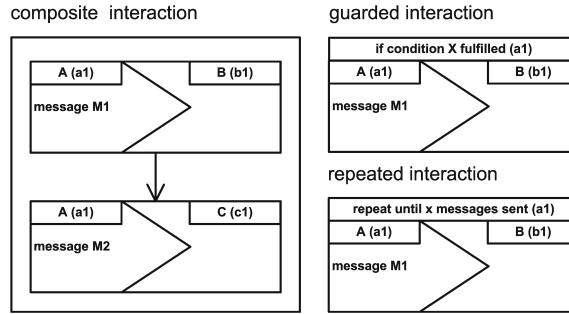 composite interaction
A (a1)
B (b1)
message M1
A (a1)
C (c1)
message M2
guarded interaction
if condition X fulfilled (a1)
A (a1)
B (b1)
message M1
repeated interaction
repeat until x messages sent (a1)
A (a1)
B (b1)
message M1